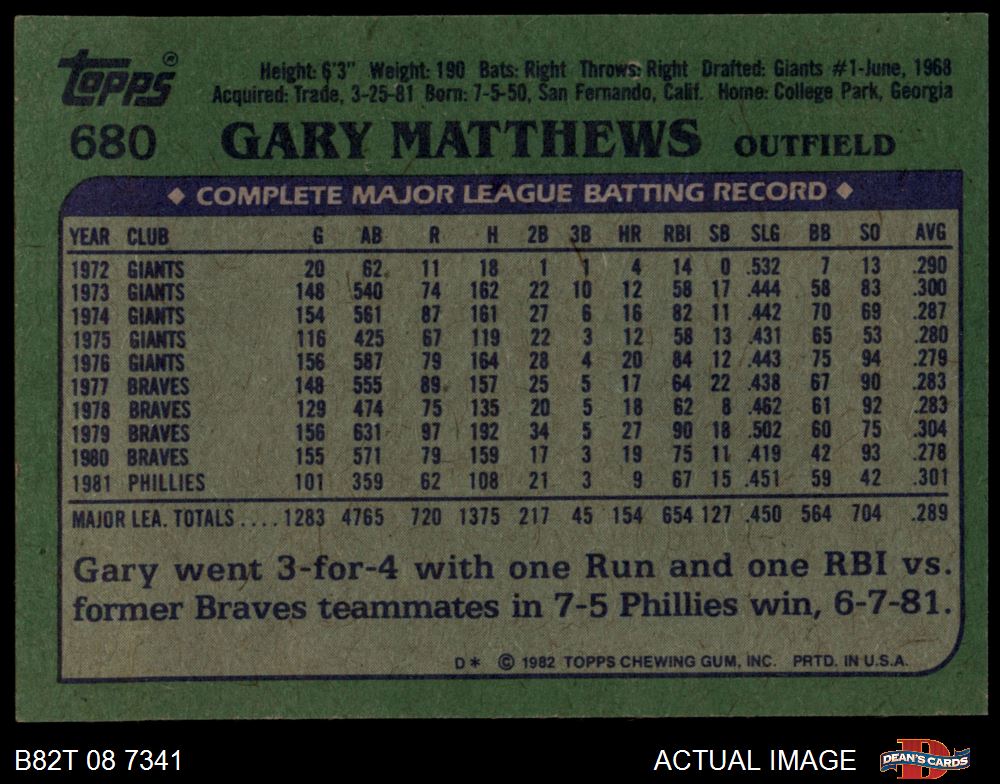 topps®
Height: 6'3" Weight: 190 Bats: Right Throws: Right Drafted: Giants #1-June, 1968
Acquired: Trade, 3-25-81 Born: 7-5-50, San Fernando, Calif. Home: College Park, Georgia
680 GARY MATTHEWS OUTFIELD
◆ COMPLETE MAJOR LEAGUE BATTING RECORD ◆
YEAR CLUB G AB R H 2B 3B HR RBI SB SLG BB SO AVG
1972 GIANTS 20 62 11 18 1 1 4 14 0 .532 7 13 .290
1973 GIANTS 148 540 74 162 22 10 12 58 17 .444 58 83 .300
1974 GIANTS 154 561 87 161 27 6 16 82 11 .442 70 69 .287
1975 GIANTS 116 425 67 119 22 3 12 58 13 .431 65 53 .280
1976 GIANTS 156 587 79 164 28 4 20 84 12 .443 75 94 .279
1977 BRAVES 148 555 89 157 25 5 17 64 22 .438 67 90 .283
1978 BRAVES 129 474 75 135 20 5 18 62 8 .462 61 92 .283
1979 BRAVES 156 631 97 192 34 5 27 90 18 .502 60 75 .304
1980 BRAVES 155 571 79 159 17 3 19 75 11 .419 42 93 .278
1981 PHILLIES 101 359 62 108 21 3 9 67 15 .451 59 42 .301
MAJOR LEA. TOTALS .... 1283 4765 720 1375 217 45 154 654 127 .450 564 704 .289
Gary went 3-for-4 with one Run and one RBI vs.
former Braves teammates in 7-5 Phillies win, 6-7-81.
D* © 1982 TOPPS CHEWING GUM, INC. PRTD. IN U.S.A.
B82T 08 7341 ACTUAL IMAGE D DEAN'S CARDS